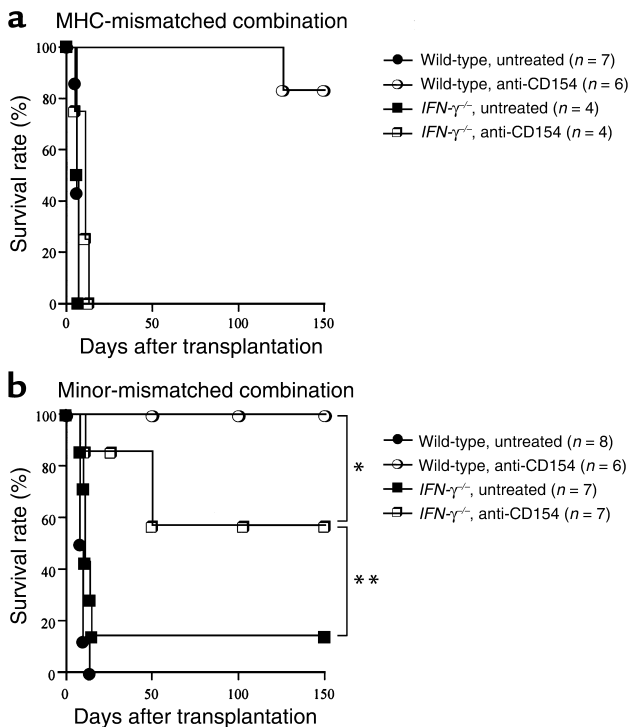 a
MHC-mismatched combination
Survival rate (%)
100
80
60
40
20
0
0 50 100 150
Days after transplantation
Wild-type, untreated (n = 7)
Wild-type, anti-CD154 (n = 6)
IFN-γ⁻/⁻, untreated (n = 4)
IFN-γ⁻/⁻, anti-CD154 (n = 4)
b
Minor-mismatched combination
Survival rate (%)
100
80
60
40
20
0
0 50 100 150
Days after transplantation
*
**
Wild-type, untreated (n = 8)
Wild-type, anti-CD154 (n = 6)
IFN-γ⁻/⁻, untreated (n = 7)
IFN-γ⁻/⁻, anti-CD154 (n = 7)